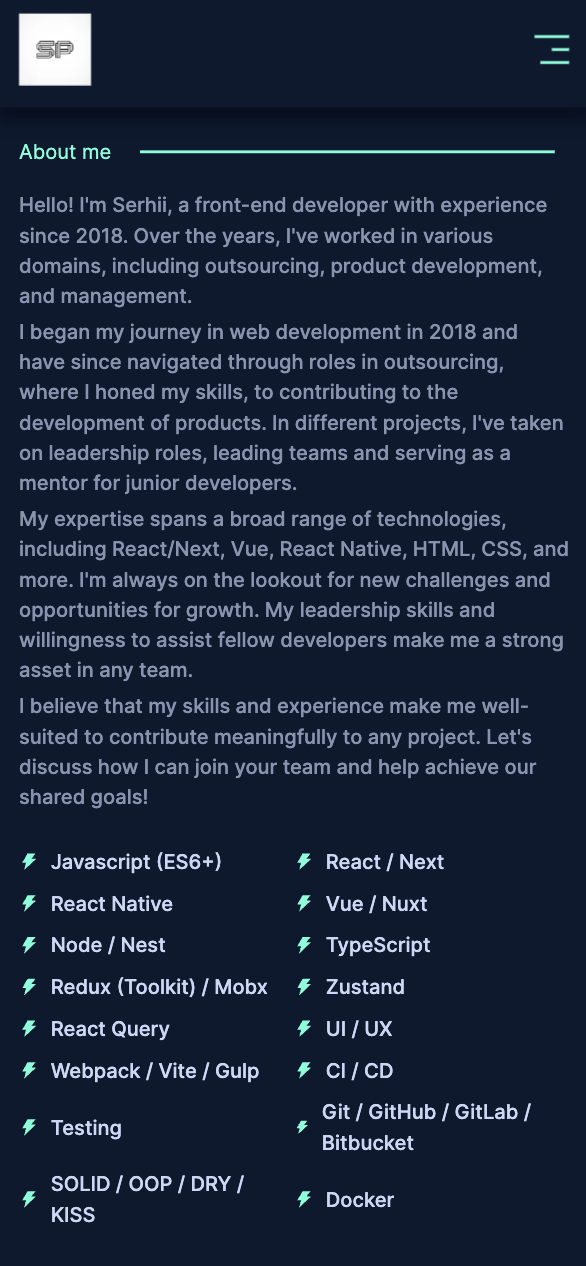 SP
About me
Hello! I'm Serhii, a front-end developer with experience
since 2018. Over the years, I've worked in various
domains, including outsourcing, product development,
and management.
I began my journey in web development in 2018 and
have since navigated through roles in outsourcing,
where I honed my skills, to contributing to the
development of products. In different projects, I've taken
on leadership roles, leading teams and serving as a
mentor for junior developers.
My expertise spans a broad range of technologies,
including React/Next, Vue, React Native, HTML, CSS, and
more. I'm always on the lookout for new challenges and
opportunities for growth. My leadership skills and
willingness to assist fellow developers make me a strong
asset in any team.
I believe that my skills and experience make me well-
suited to contribute meaningfully to any project. Let's
discuss how I can join your team and help achieve our
shared goals!
Javascript (ES6+)
React / Next
React Native
Vue / Nuxt
Node / Nest
TypeScript
Redux (Toolkit) / Mobx
Zustand
React Query
UI / UX
Webpack / Vite / Gulp
CI / CD
Testing
Git / GitHub / GitLab /
Bitbucket
SOLID / OOP / DRY /
KISS
Docker